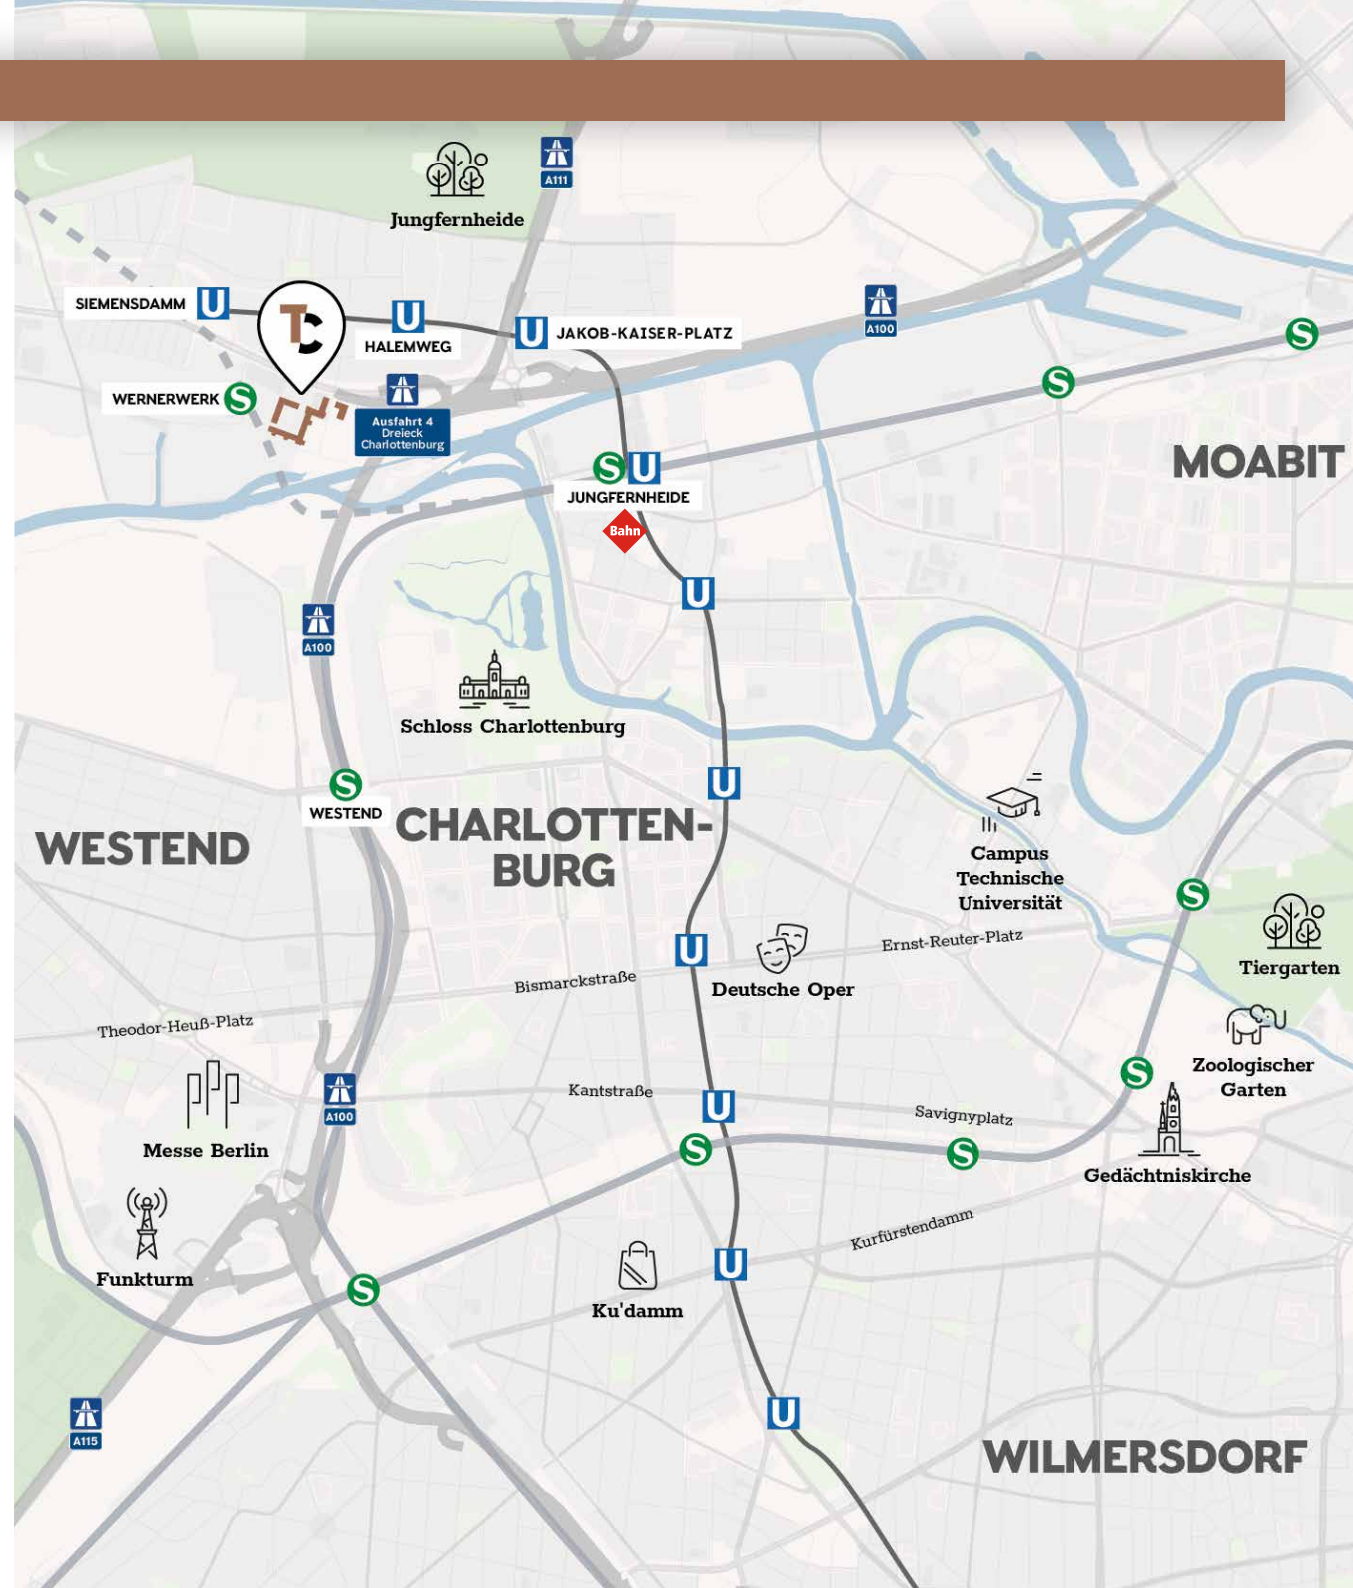 A111
Jungfernheide
SIEMENSDAMM U
TC
U
HALEMWEG
U JAKOB-KAISER-PLATZ
A100
S
S
WERNERWERK S
Ausfahrt 4
Dreieck
Charlottenburg
MOABIT
S U
JUNGFERNHEIDE
Bahn
U
A100
Schloss Charlottenburg
S
WESTEND
U
CHARLOTTEN-
BURG
WESTEND
Campus
Technische
Universität
S
Tiergarten
U
Ernst-Reuter-Platz
Bismarckstraße
Deutsche Oper
Theodor-Heuß-Platz
Zoologischer
Garten
S
Kantstraße
U
A100
Savignyplatz
Messe Berlin
S
S
Gedächtniskirche
Kurfürstendamm
U
Funkturm
S
Ku'damm
U
A115
WILMERSDORF